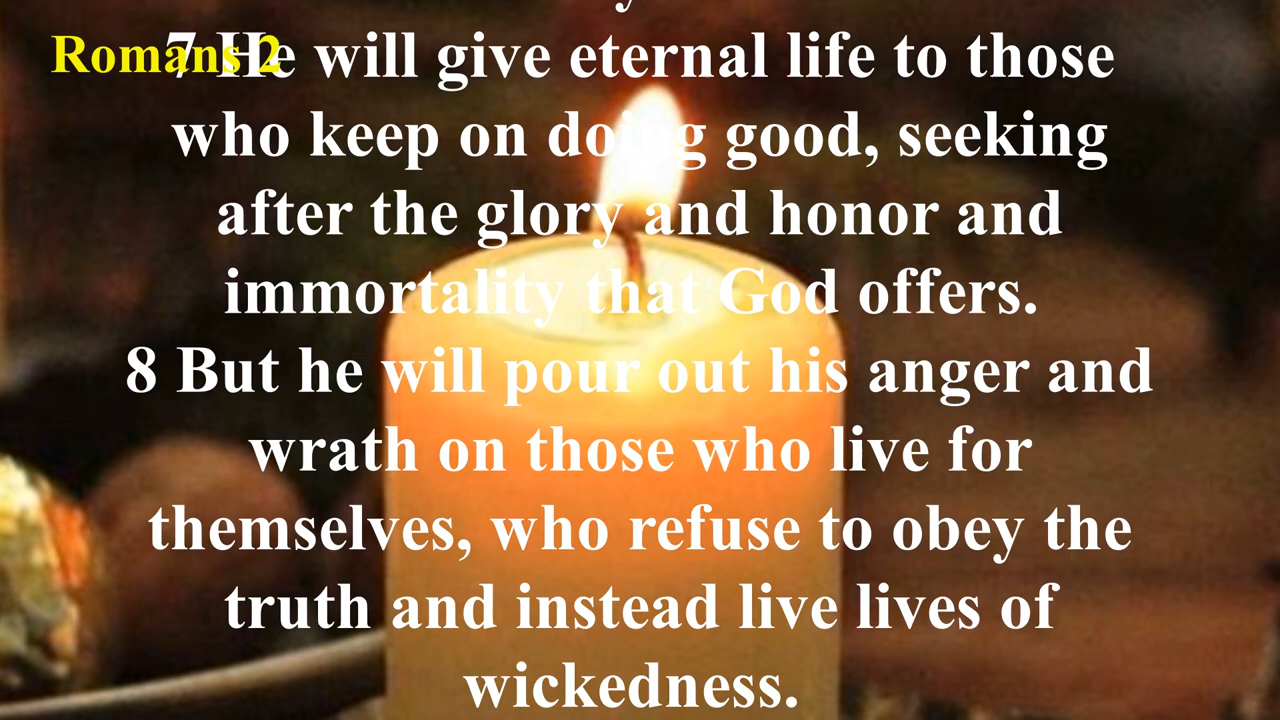 Romans 2
7 He will give eternal life to those
who keep on doing good, seeking
after the glory and honor and
immortality that God offers.
8 But he will pour out his anger and
wrath on those who live for
themselves, who refuse to obey the
truth and instead live lives of
wickedness.